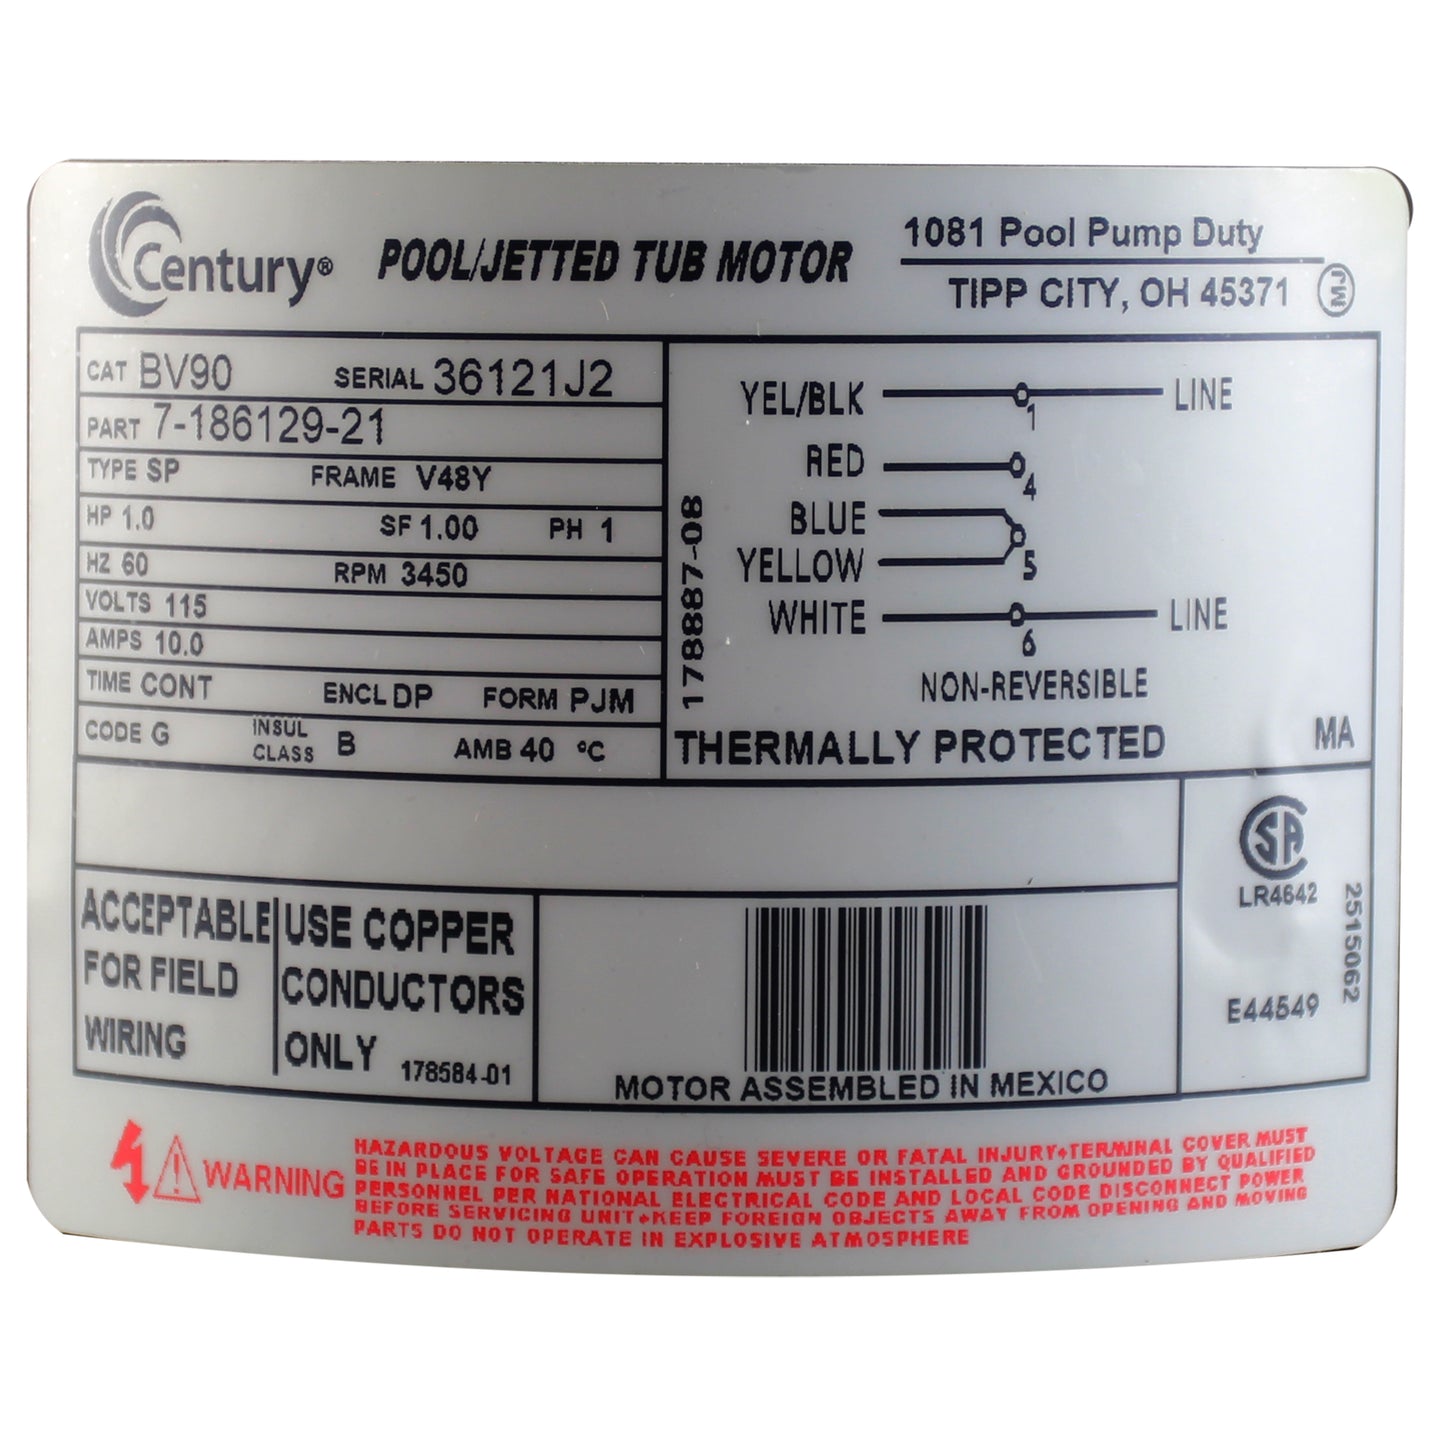 Century®
POOL/JETTED TUB MOTOR
1081 Pool Pump Duty
TIPP CITY, OH 45371
CAT BV90 SERIAL 36121J2
PART 7-186129-21
TYPE SP FRAME V48Y
HP 1.0 SF 1.00 PH 1
HZ 60 RPM 3450
VOLTS 115
AMPS 10.0
TIME CONT ENCL DP FORM PJM
CODE G INSUL CLASS B AMB 40 °C
178887-08
YEL/BLK 1 LINE
RED 4
BLUE
YELLOW 5
WHITE 6 LINE
NON-REVERSIBLE
THERMALLY PROTECTED MA
ACCEPTABLE
FOR FIELD
WIRING
USE COPPER
CONDUCTORS
ONLY 178584-01
MOTOR ASSEMBLED IN MEXICO
SA
LR4642
E44549
2515062
WARNING
HAZARDOUS VOLTAGE CAN CAUSE SEVERE OR FATAL INJURY•TERMINAL COVER MUST
BE IN PLACE FOR SAFE OPERATION MUST BE INSTALLED AND GROUNDED BY QUALIFIED
PERSONNEL PER NATIONAL ELECTRICAL CODE AND LOCAL CODE DISCONNECT POWER
BEFORE SERVICING UNIT•KEEP FOREIGN OBJECTS AWAY FROM OPENING AND MOVING
PARTS DO NOT OPERATE IN EXPLOSIVE ATMOSPHERE